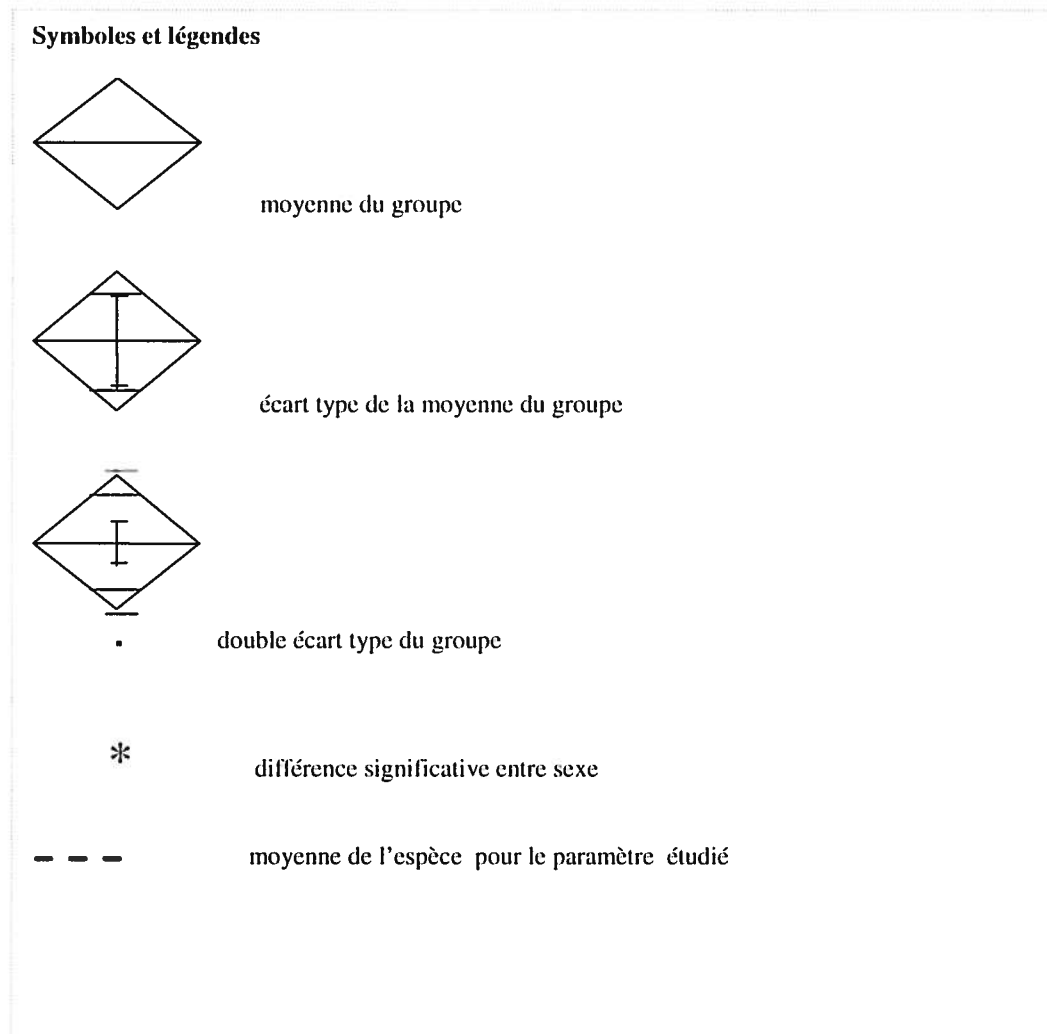 Symboles et légendes
moyenne du groupe
écart type de la moyenne du groupe
double écart type du groupe
* différence significative entre sexe
moyenne de l'espèce pour le paramètre étudié